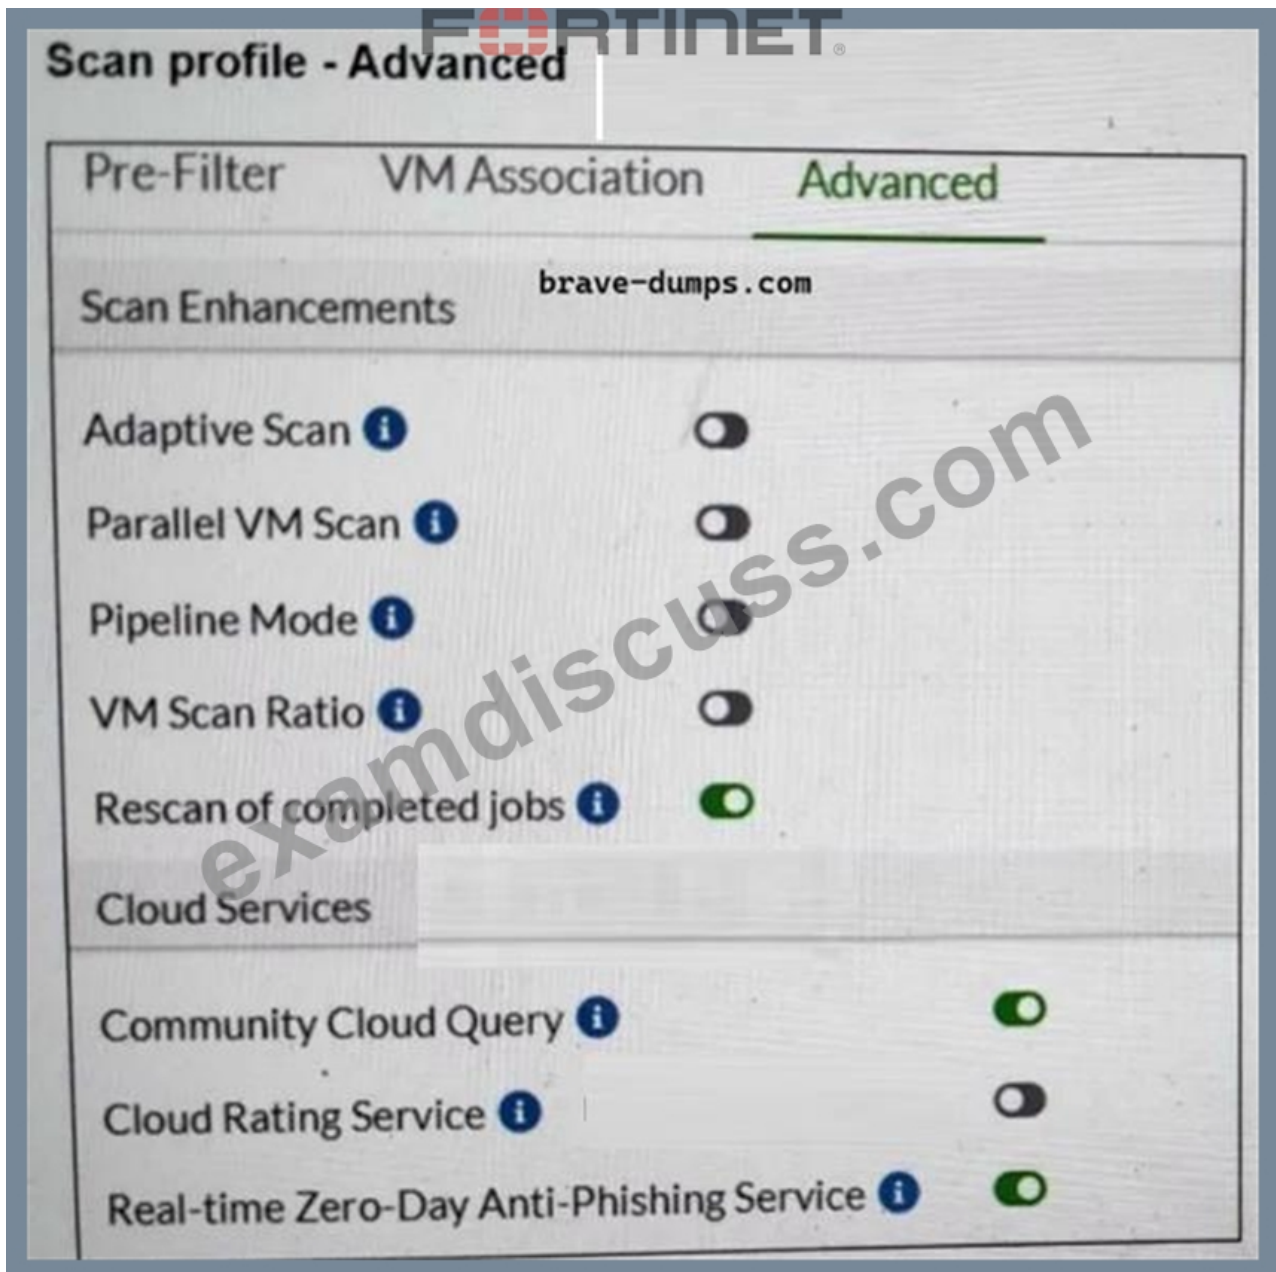 FORTINET®
Scan profile - Advanced
Pre-Filter VM Association Advanced
brave-dumps.com
Scan Enhancements
Adaptive Scan i
Parallel VM Scan i
Pipeline Mode i
VM Scan Ratio i
Rescan of completed jobs i
examdiscuss.com
Cloud Services
Community Cloud Query i
Cloud Rating Service i
Real-time Zero-Day Anti-Phishing Service i